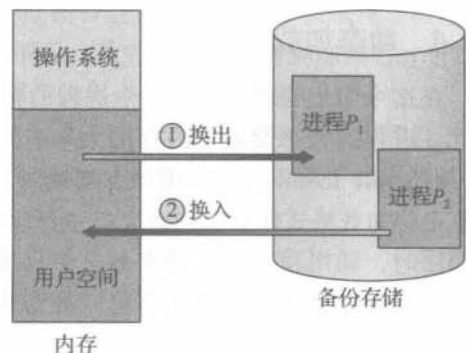 操作系统
① 换出
进程P₁
② 换入
进程P₂
用户空间
备份存储
内存